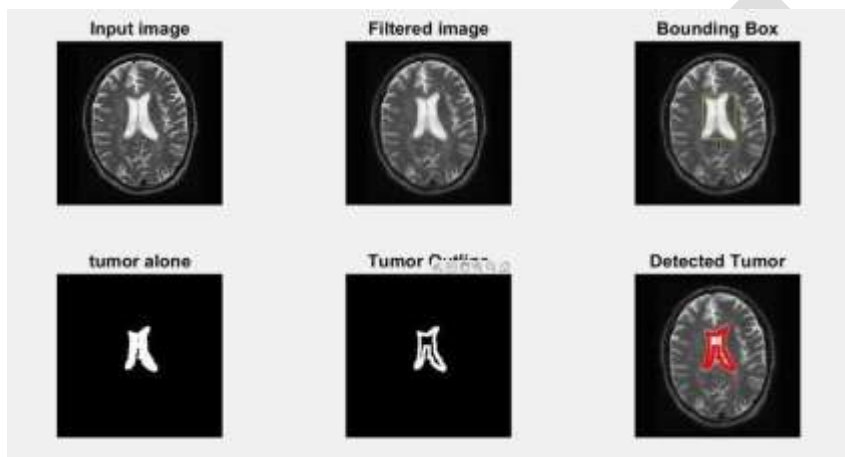 Input image
Filtered image
Bounding Box
tumor alone
Tumor
Detected Tumor